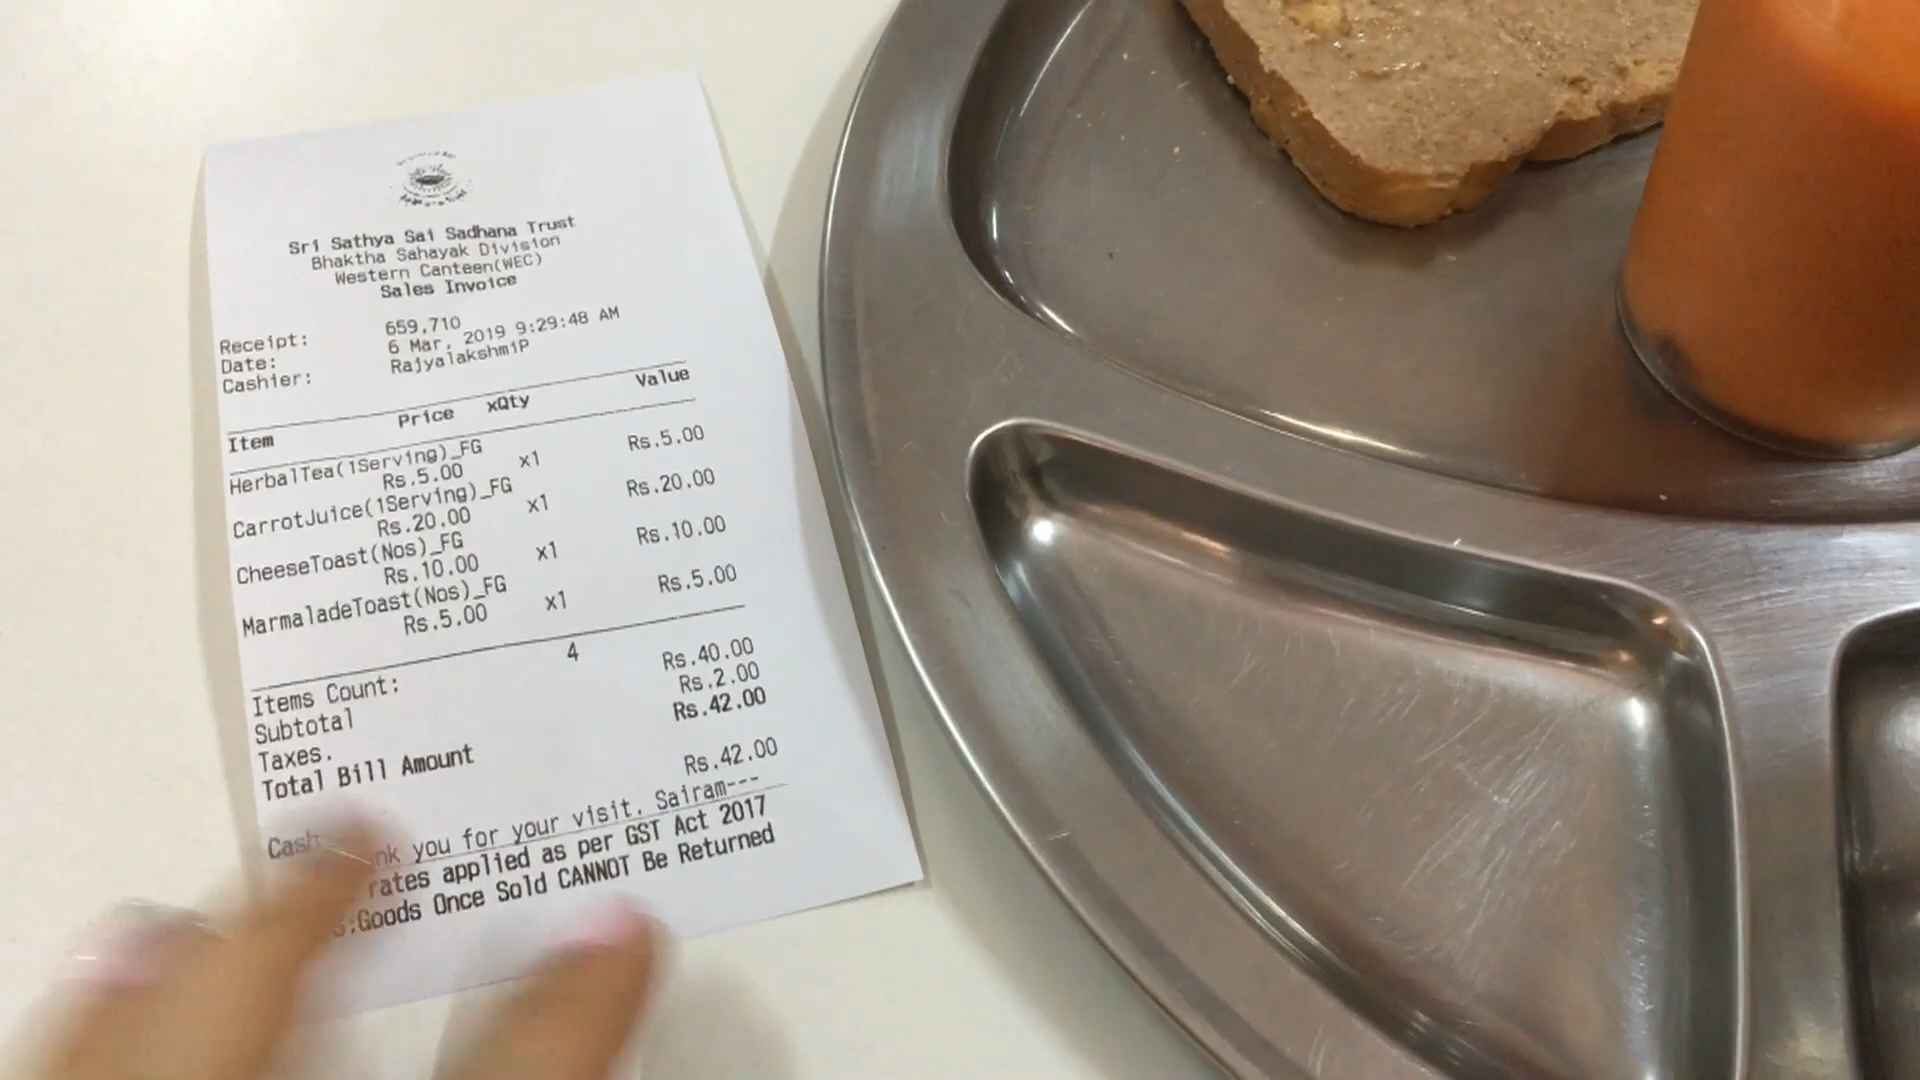 Sri Sathya Sai Sadhana Trust
Bhaktha Sahayak Division
Western Canteen(WEC)
Sales Invoice
Receipt: 659,710
Date: 6 Mar, 2019 9:29:48 AM
Cashier: RajyalakshmiP
Item Price xQty Value
HerbalTea(1Serving)_FG
Rs.5.00 x1 Rs.5.00
CarrotJuice(1Serving)_FG
Rs.20.00 x1 Rs.20.00
CheeseToast(Nos)_FG
Rs.10.00 x1 Rs.10.00
MarmaladeToast(Nos)_FG
Rs.5.00 x1 Rs.5.00
Items Count: 4
Subtotal Rs.40.00
Taxes. Rs.2.00
Total Bill Amount Rs.42.00
Cash Rs.42.00
you for your visit. Sairam---
rates applied as per GST Act 2017
:Goods Once Sold CANNOT Be Returned